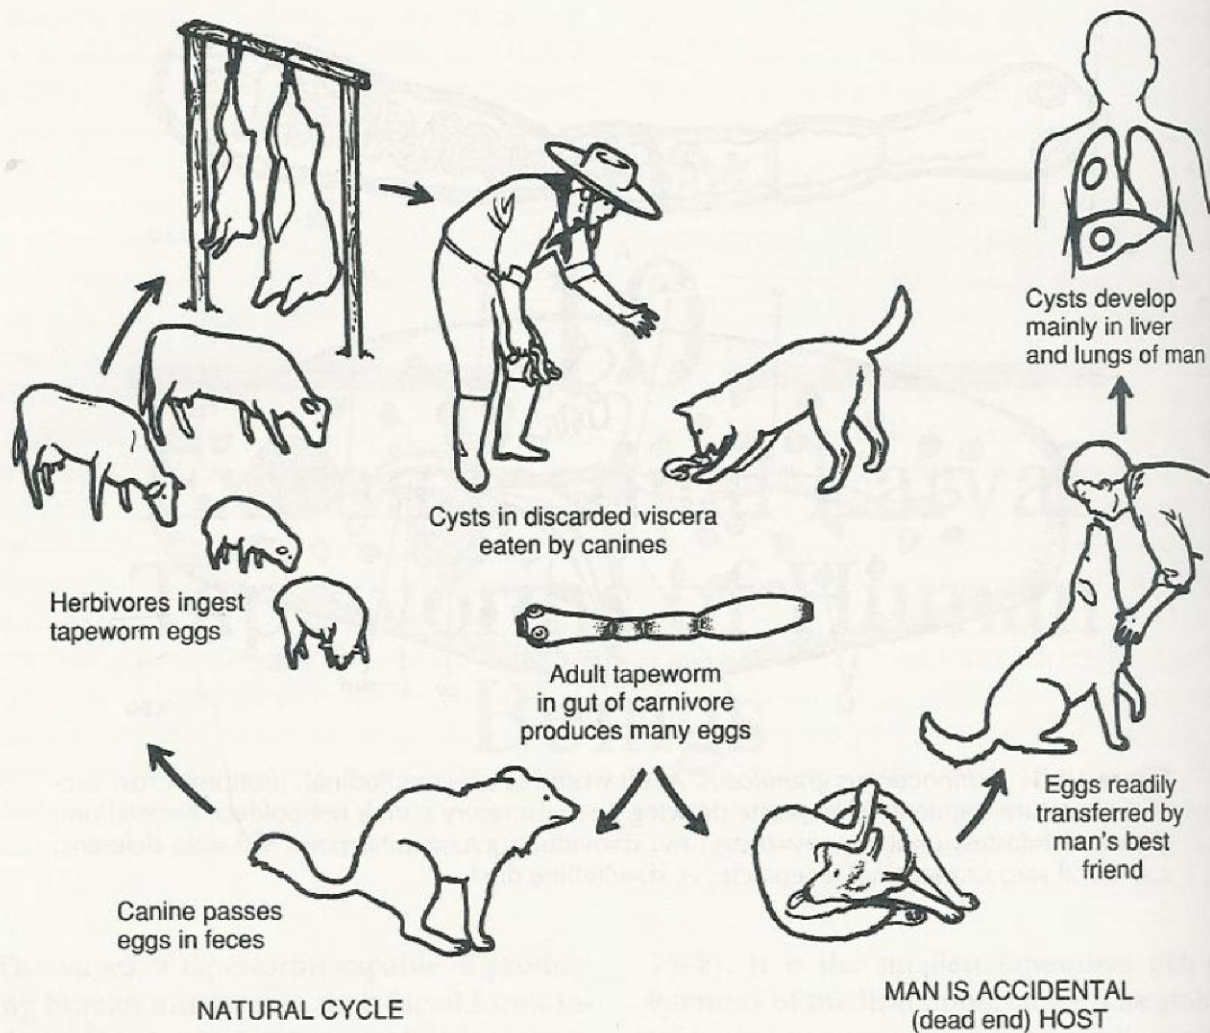 Cysts develop
mainly in liver
and lungs of man
Cysts in discarded viscera
eaten by canines
Herbivores ingest
tapeworm eggs
Adult tapeworm
in gut of carnivore
produces many eggs
Eggs readily
transferred by
man's best
friend
Canine passes
eggs in feces
NATURAL CYCLE
MAN IS ACCIDENTAL
(dead end) HOST